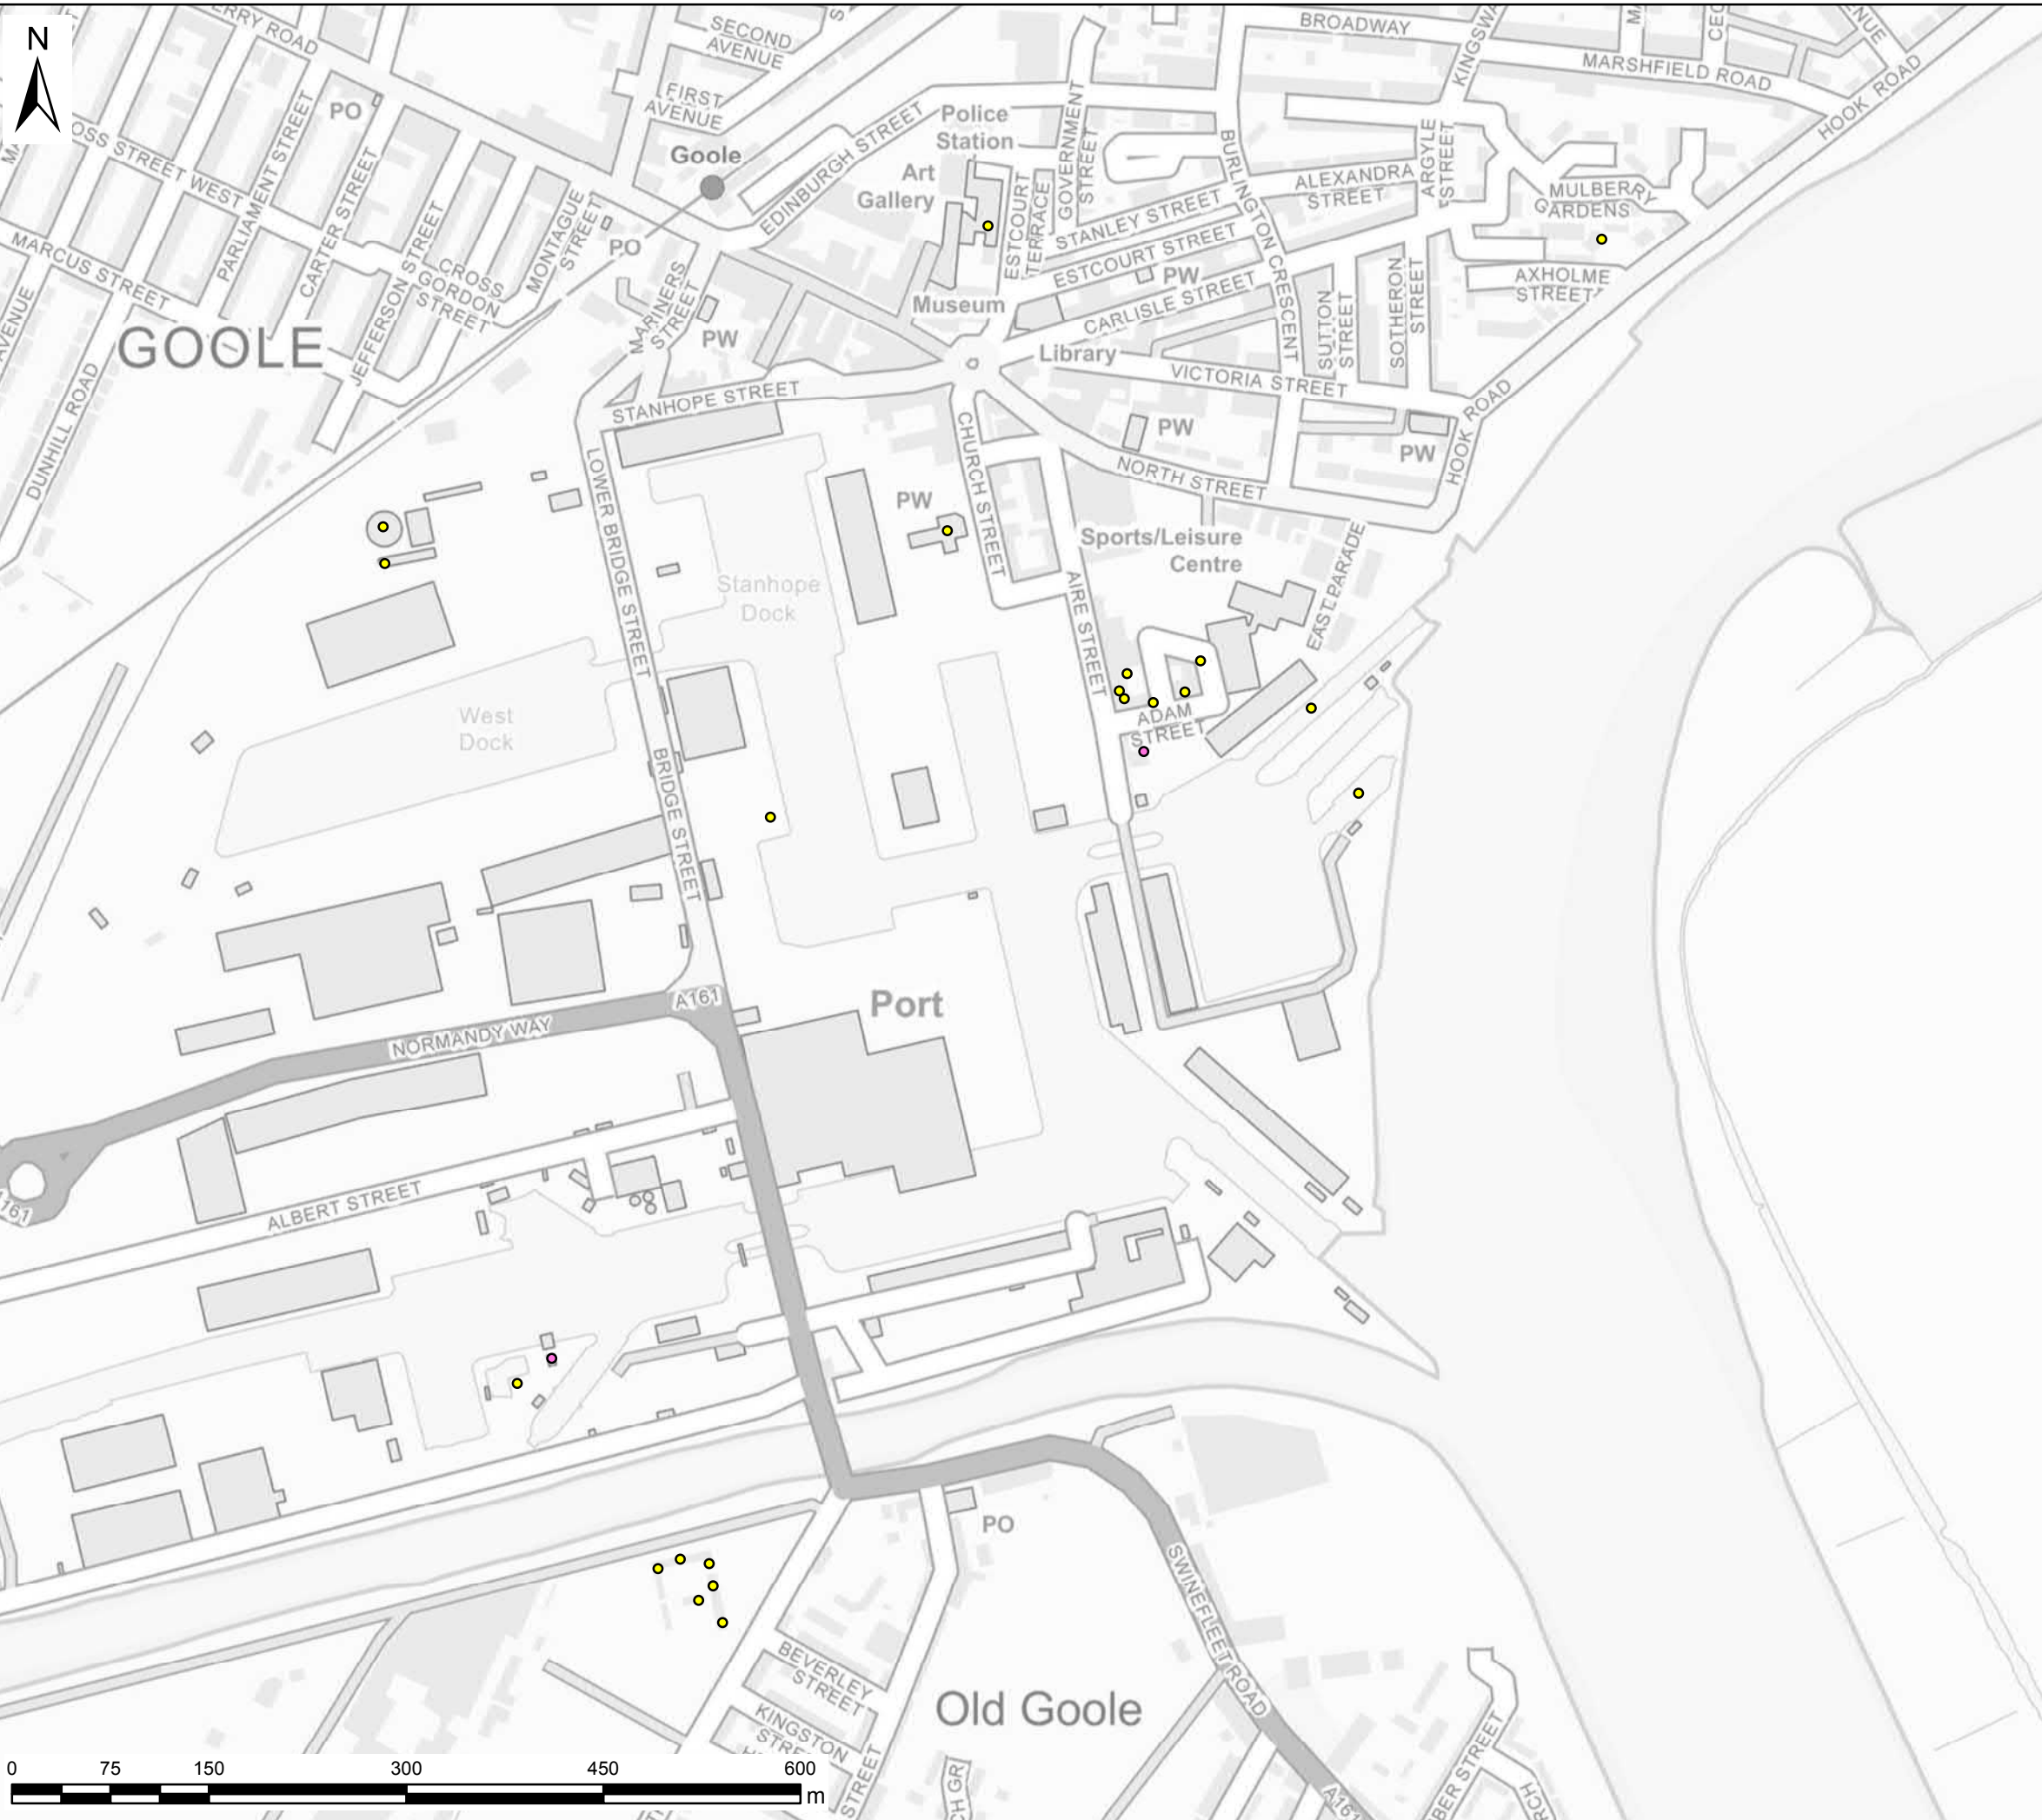 N
SECOND
AVENUE
BROADWAY
MARSHFIELD ROAD
HOOK ROAD
FIRST
AVENUE
PO
Police
Station
GOVERNMENT
STREET
Goole
EDINBURGH STREET
Art
Gallery
ESTCOURT
TERRACE
BURLINGTON CRESCENT
ALEXANDRA
STREET
ARGYLE
STREET
MULBERRY
GARDENS
PARLIAMENT STREET
CARTER STREET
MARCUS STREET
JEFFERSON STREET
CROSS
GORDON
STREET
MONTAGUE
STREET
PO
STANLEY STREET
ESTCOURT STREET
PW
CARLISLE STREET
AXHOLME
STREET
Museum
MARINERS
STREET
PW
GOOLE
Library
SUTTON
STREET
SOTHERON
STREET
VICTORIA STREET
STANHOPE STREET
DUNHILL ROAD
HOOK ROAD
PW
PW
CHURCH STREET
NORTH STREET
LOWER BRIDGE STREET
PW
Sports/Leisure
Centre
EAST PARADE
Stanhope
Dock
AIRE STREET
West
Dock
ADAM
STREET
BRIDGE STREET
Port
A161
NORMANDY WAY
ALBERT STREET
PO
SWINEFLEET ROAD
BEVERLEY
STREET
Old Goole
KINGSTON
STREET
A161
0 75 150 300 450 600
m